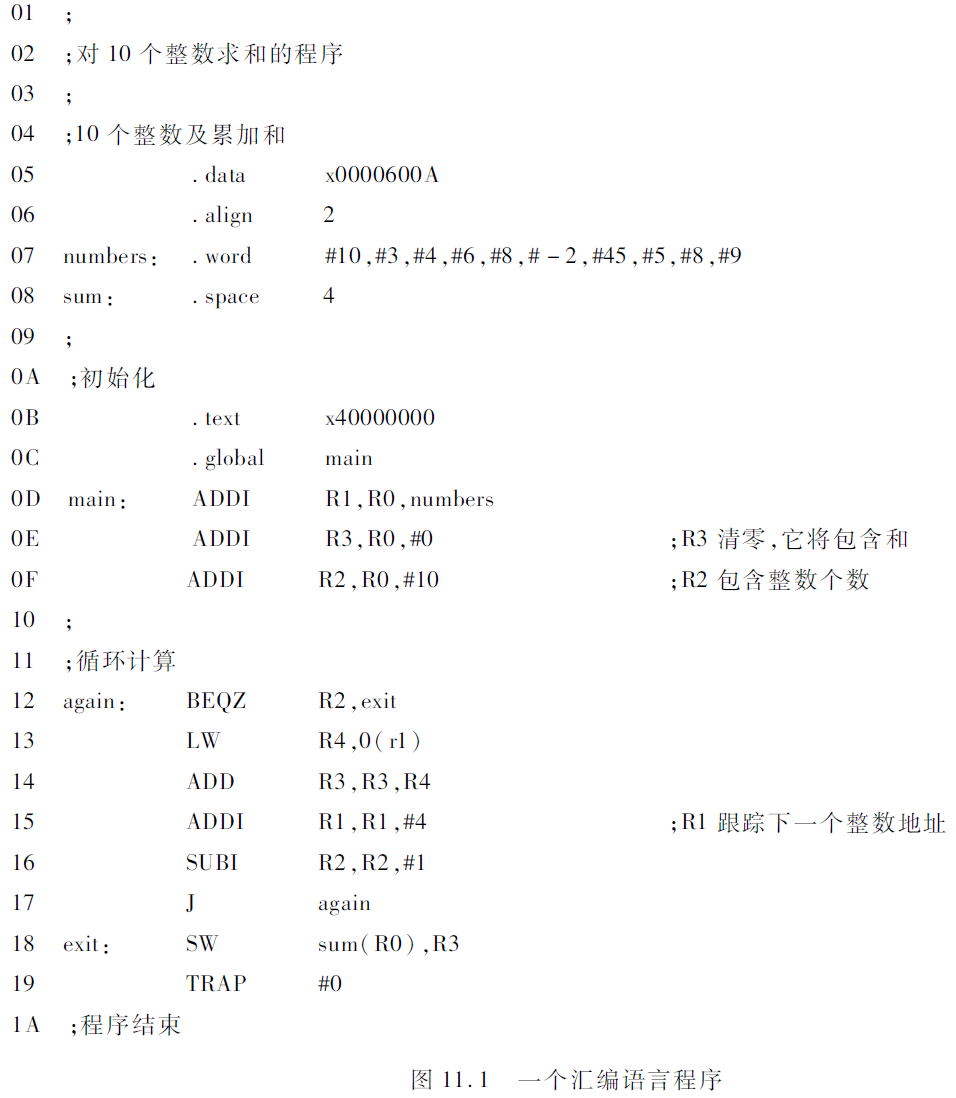 01 ;
02 ;对 10 个整数求和的程序
03 ;
04 ;10 个整数及累加和
05 .data x0000600A
06 .align 2
07 numbers: .word #10,#3,#4,#6,#8,#-2,#45,#5,#8,#9
08 sum: .space 4
09 ;
0A ;初始化
0B .text x40000000
0C .global main
0D main: ADDI R1,R0,numbers
0E ADDI R3,R0,#0 ;R3 清零,它将包含和
0F ADDI R2,R0,#10 ;R2 包含整数个数
10 ;
11 ;循环计算
12 again: BEQZ R2,exit
13 LW R4,0(r1)
14 ADD R3,R3,R4
15 ADDI R1,R1,#4 ;R1 跟踪下一个整数地址
16 SUBI R2,R2,#1
17 J again
18 exit: SW sum(R0),R3
19 TRAP #0
1A ;程序结束
图 11.1 一个汇编语言程序